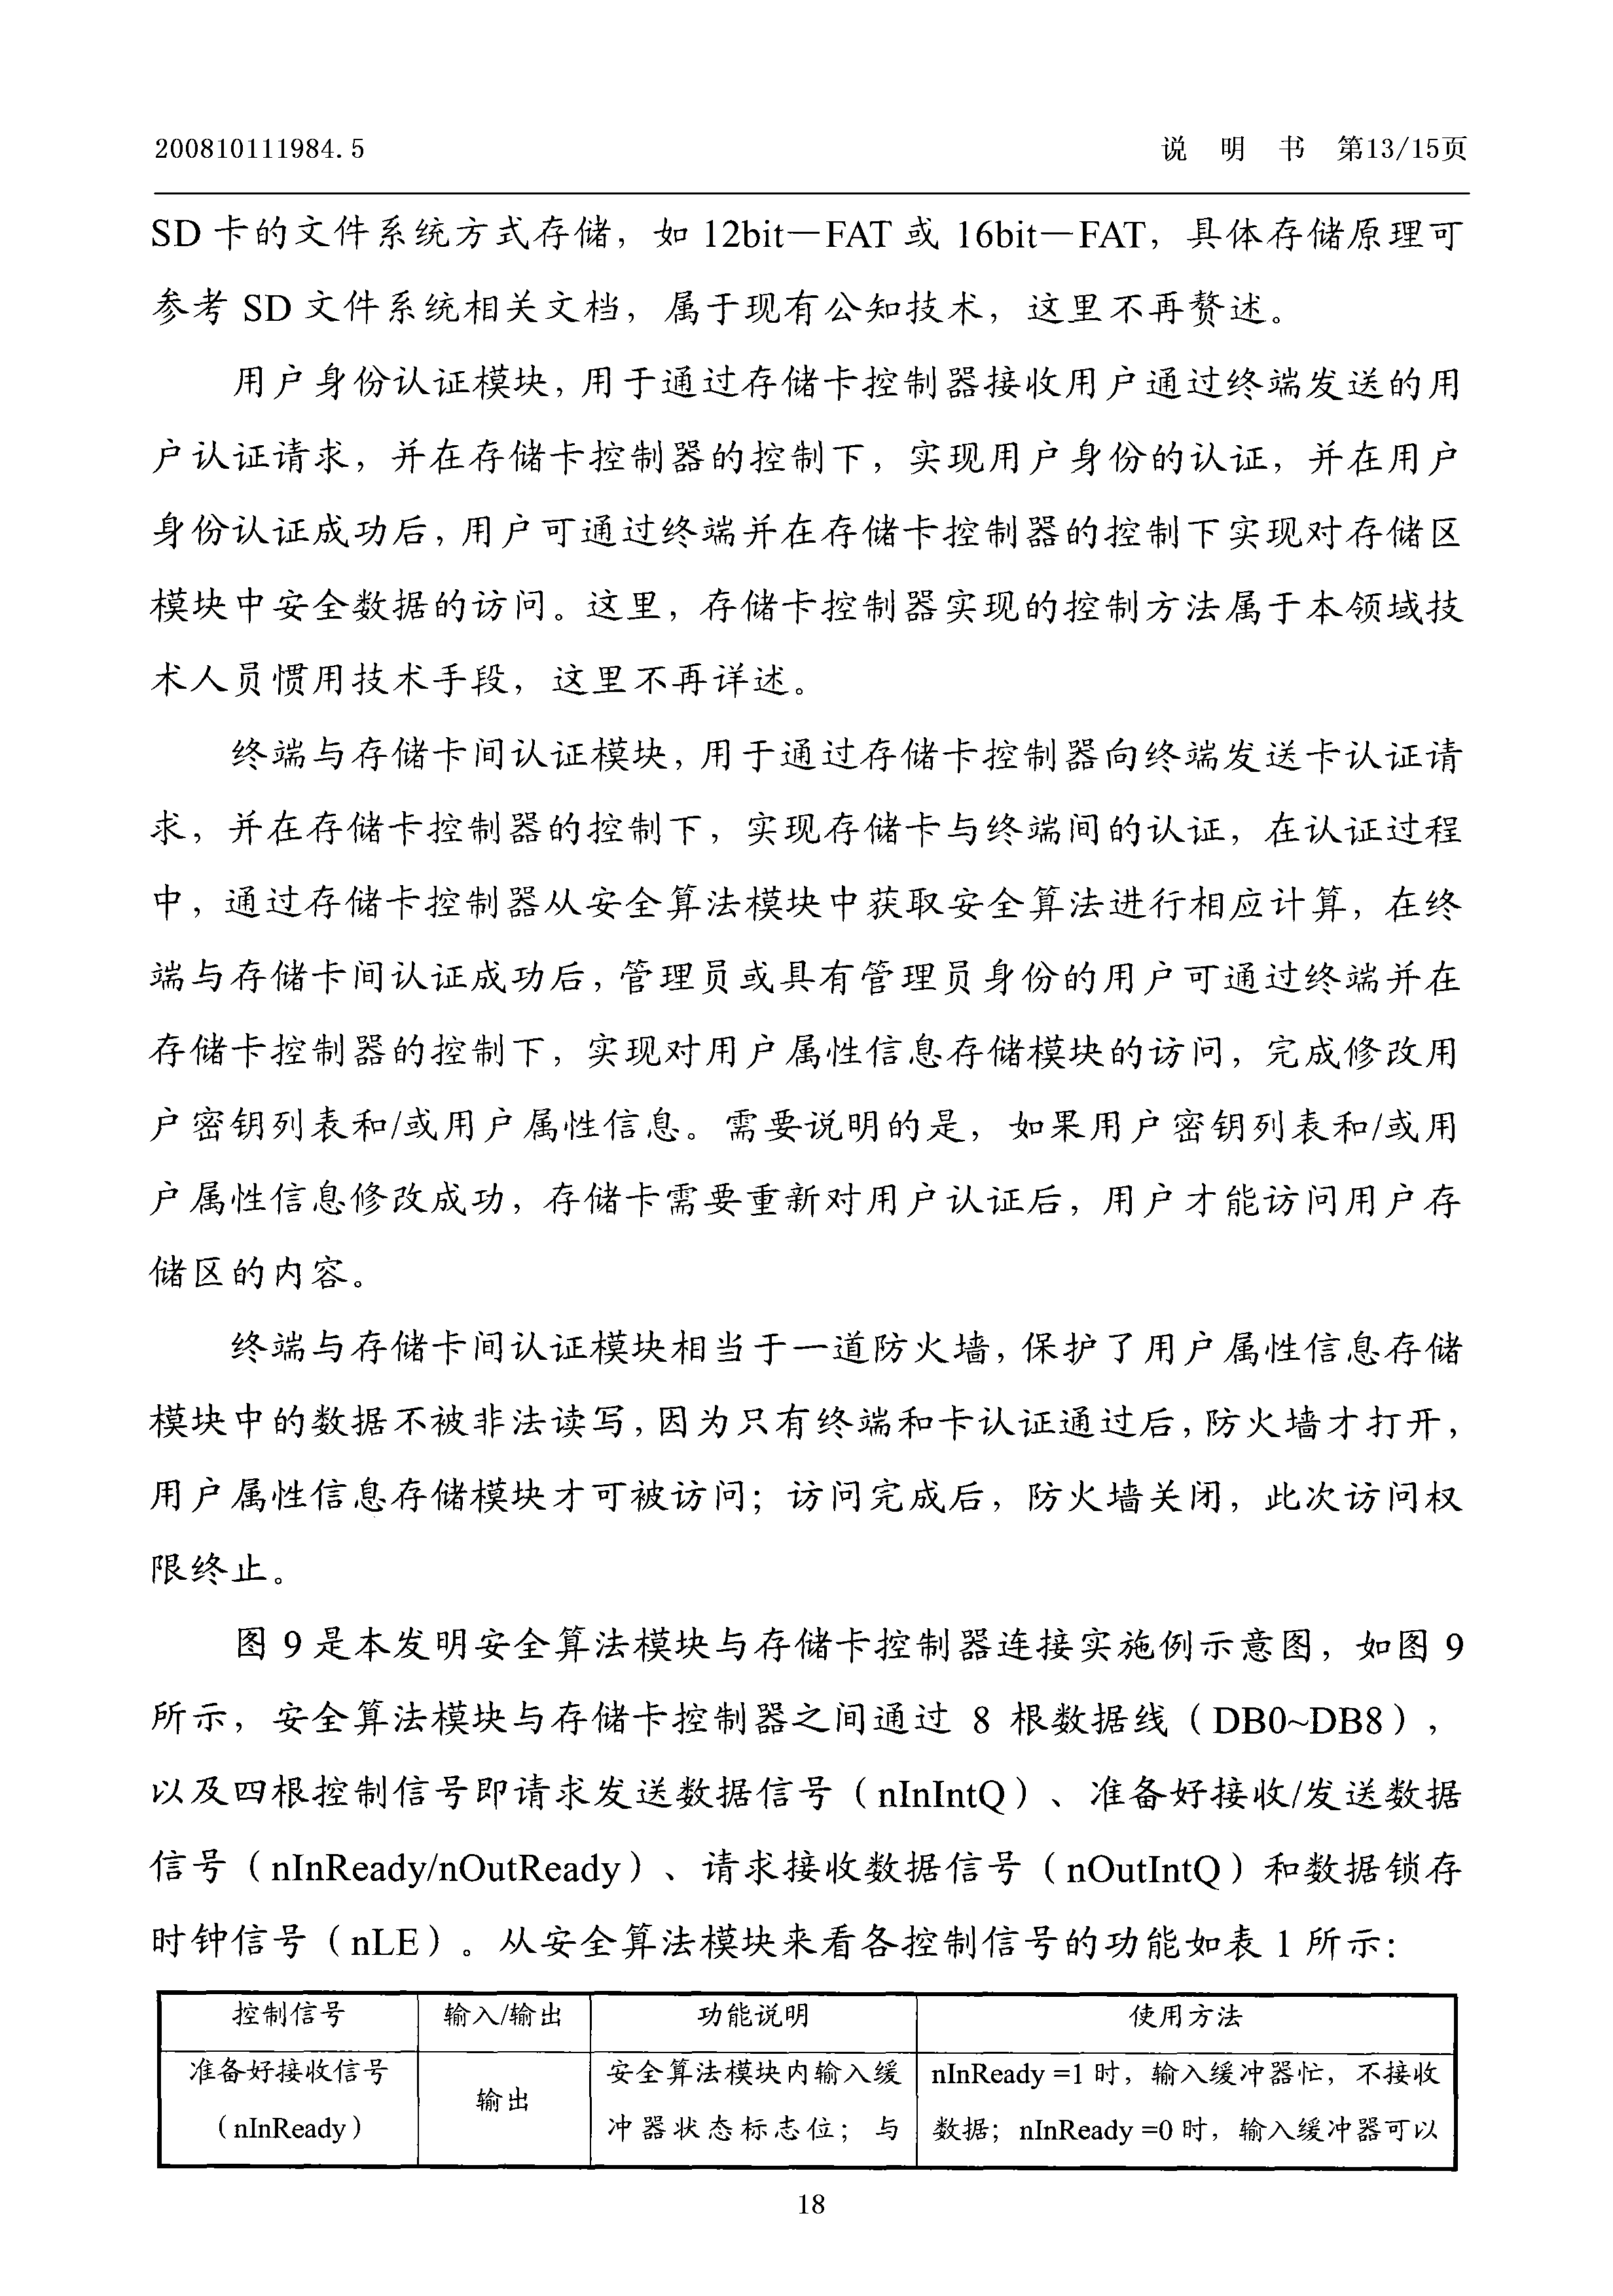 200810111984.5 说 明 书 第13/15页
SD 卡的文件系统方式存储，如 12bit—FAT 或 16bit—FAT，具体存储原理可
参考 SD 文件系统相关文档，属于现有公知技术，这里不再赘述。
用户身份认证模块，用于通过存储卡控制器接收用户通过终端发送的用
户认证请求，并在存储卡控制器的控制下，实现用户身份的认证，并在用户
身份认证成功后，用户可通过终端并在存储卡控制器的控制下实现对存储区
模块中安全数据的访问。这里，存储卡控制器实现的控制方法属于本领域技
术人员惯用技术手段，这里不再详述。
终端与存储卡间认证模块，用于通过存储卡控制器向终端发送卡认证请
求，并在存储卡控制器的控制下，实现存储卡与终端间的认证，在认证过程
中，通过存储卡控制器从安全算法模块中获取安全算法进行相应计算，在终
端与存储卡间认证成功后，管理员或具有管理员身份的用户可通过终端并在
存储卡控制器的控制下，实现对用户属性信息存储模块的访问，完成修改用
户密钥列表和/或用户属性信息。需要说明的是，如果用户密钥列表和/或用
户属性信息修改成功，存储卡需要重新对用户认证后，用户才能访问用户存
储区的内容。
终端与存储卡间认证模块相当于一道防火墙，保护了用户属性信息存储
模块中的数据不被非法读写，因为只有终端和卡认证通过后，防火墙才打开，
用户属性信息存储模块才可被访问；访问完成后，防火墙关闭，此次访问权
限终止。
图 9 是本发明安全算法模块与存储卡控制器连接实施例示意图，如图 9
所示，安全算法模块与存储卡控制器之间通过 8 根数据线（DB0~DB8），
以及四根控制信号即请求发送数据信号（nInIntQ）、准备好接收/发送数据
信号（nInReady/nOutReady）、请求接收数据信号（nOutIntQ）和数据锁存
时钟信号（nLE）。从安全算法模块来看各控制信号的功能如表 1 所示：
控制信号 输入/输出 功能说明 使用方法
准备好接收信号 输出 安全算法模块内输入缓 nInReady =1 时，输入缓冲器忙，不接收
（nInReady） 冲器状态标志位；与 数据；nInReady =0 时，输入缓冲器可以
18